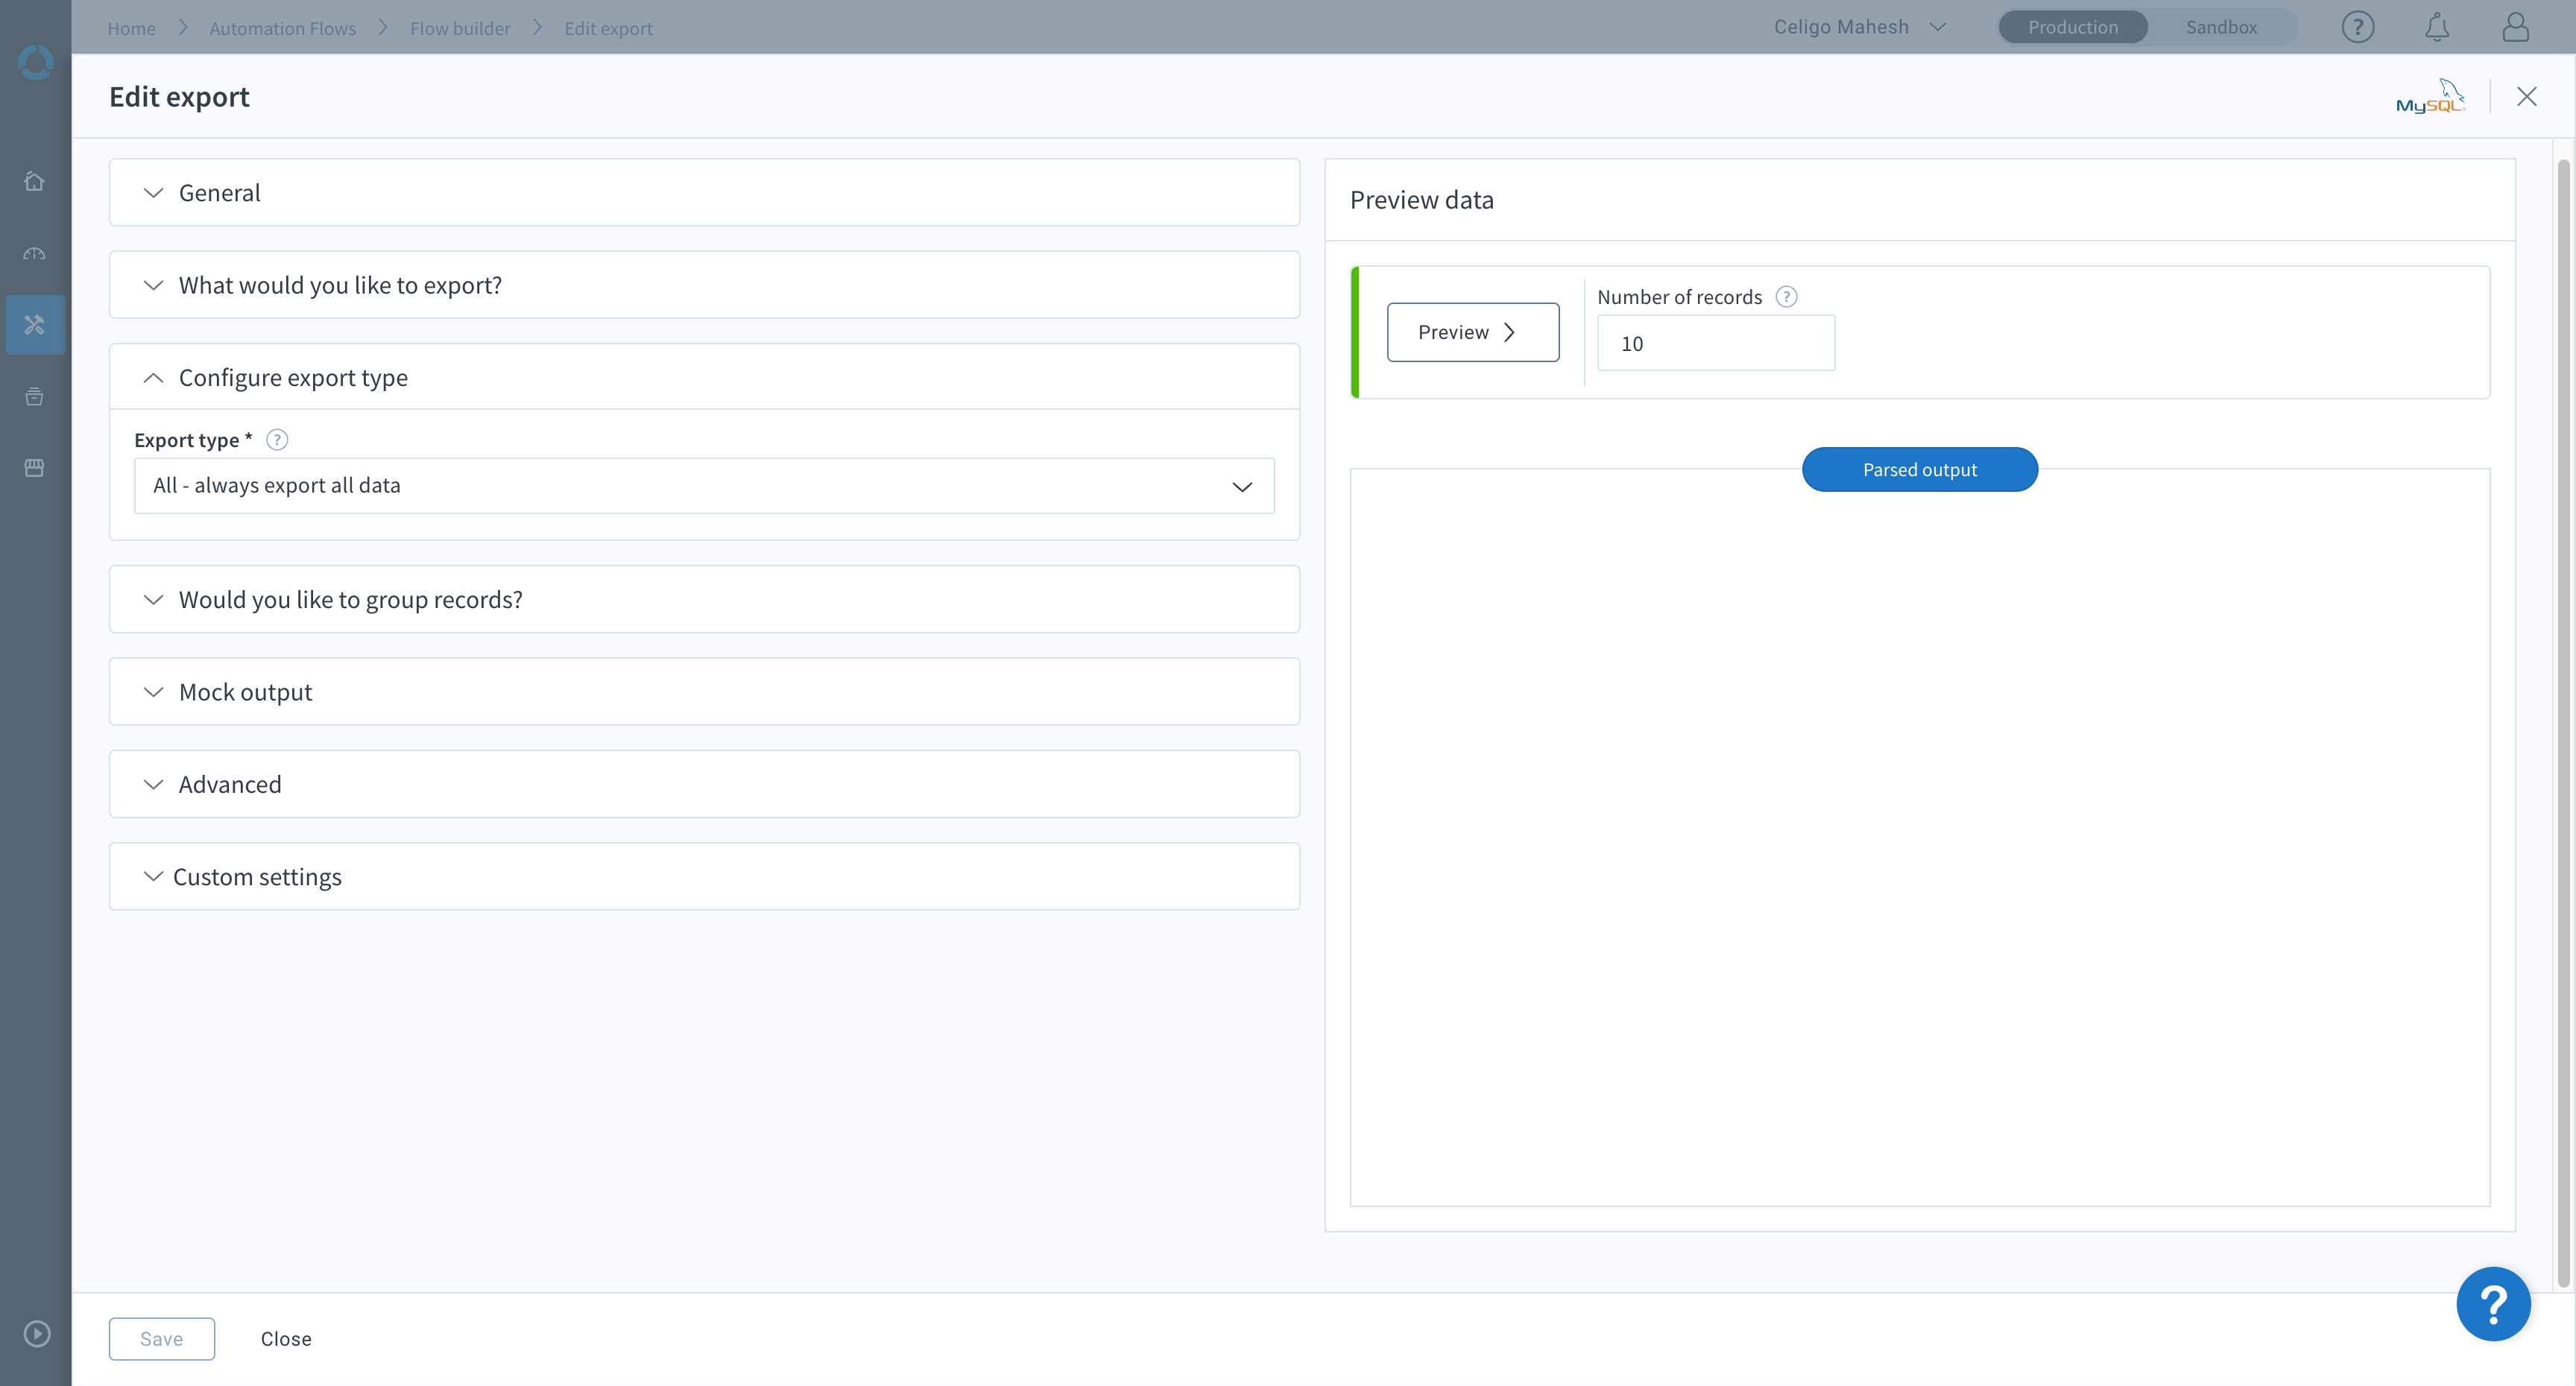 Home > Automation Flows > Flow builder > Edit export
Celigo Mahesh
Production Sandbox
?
Edit export
MySQL
General
What would you like to export?
Configure export type
Export type * ?
All - always export all data
Would you like to group records?
Mock output
Advanced
Custom settings
Preview data
Preview >
Number of records ?
10
Parsed output
Save
Close
?